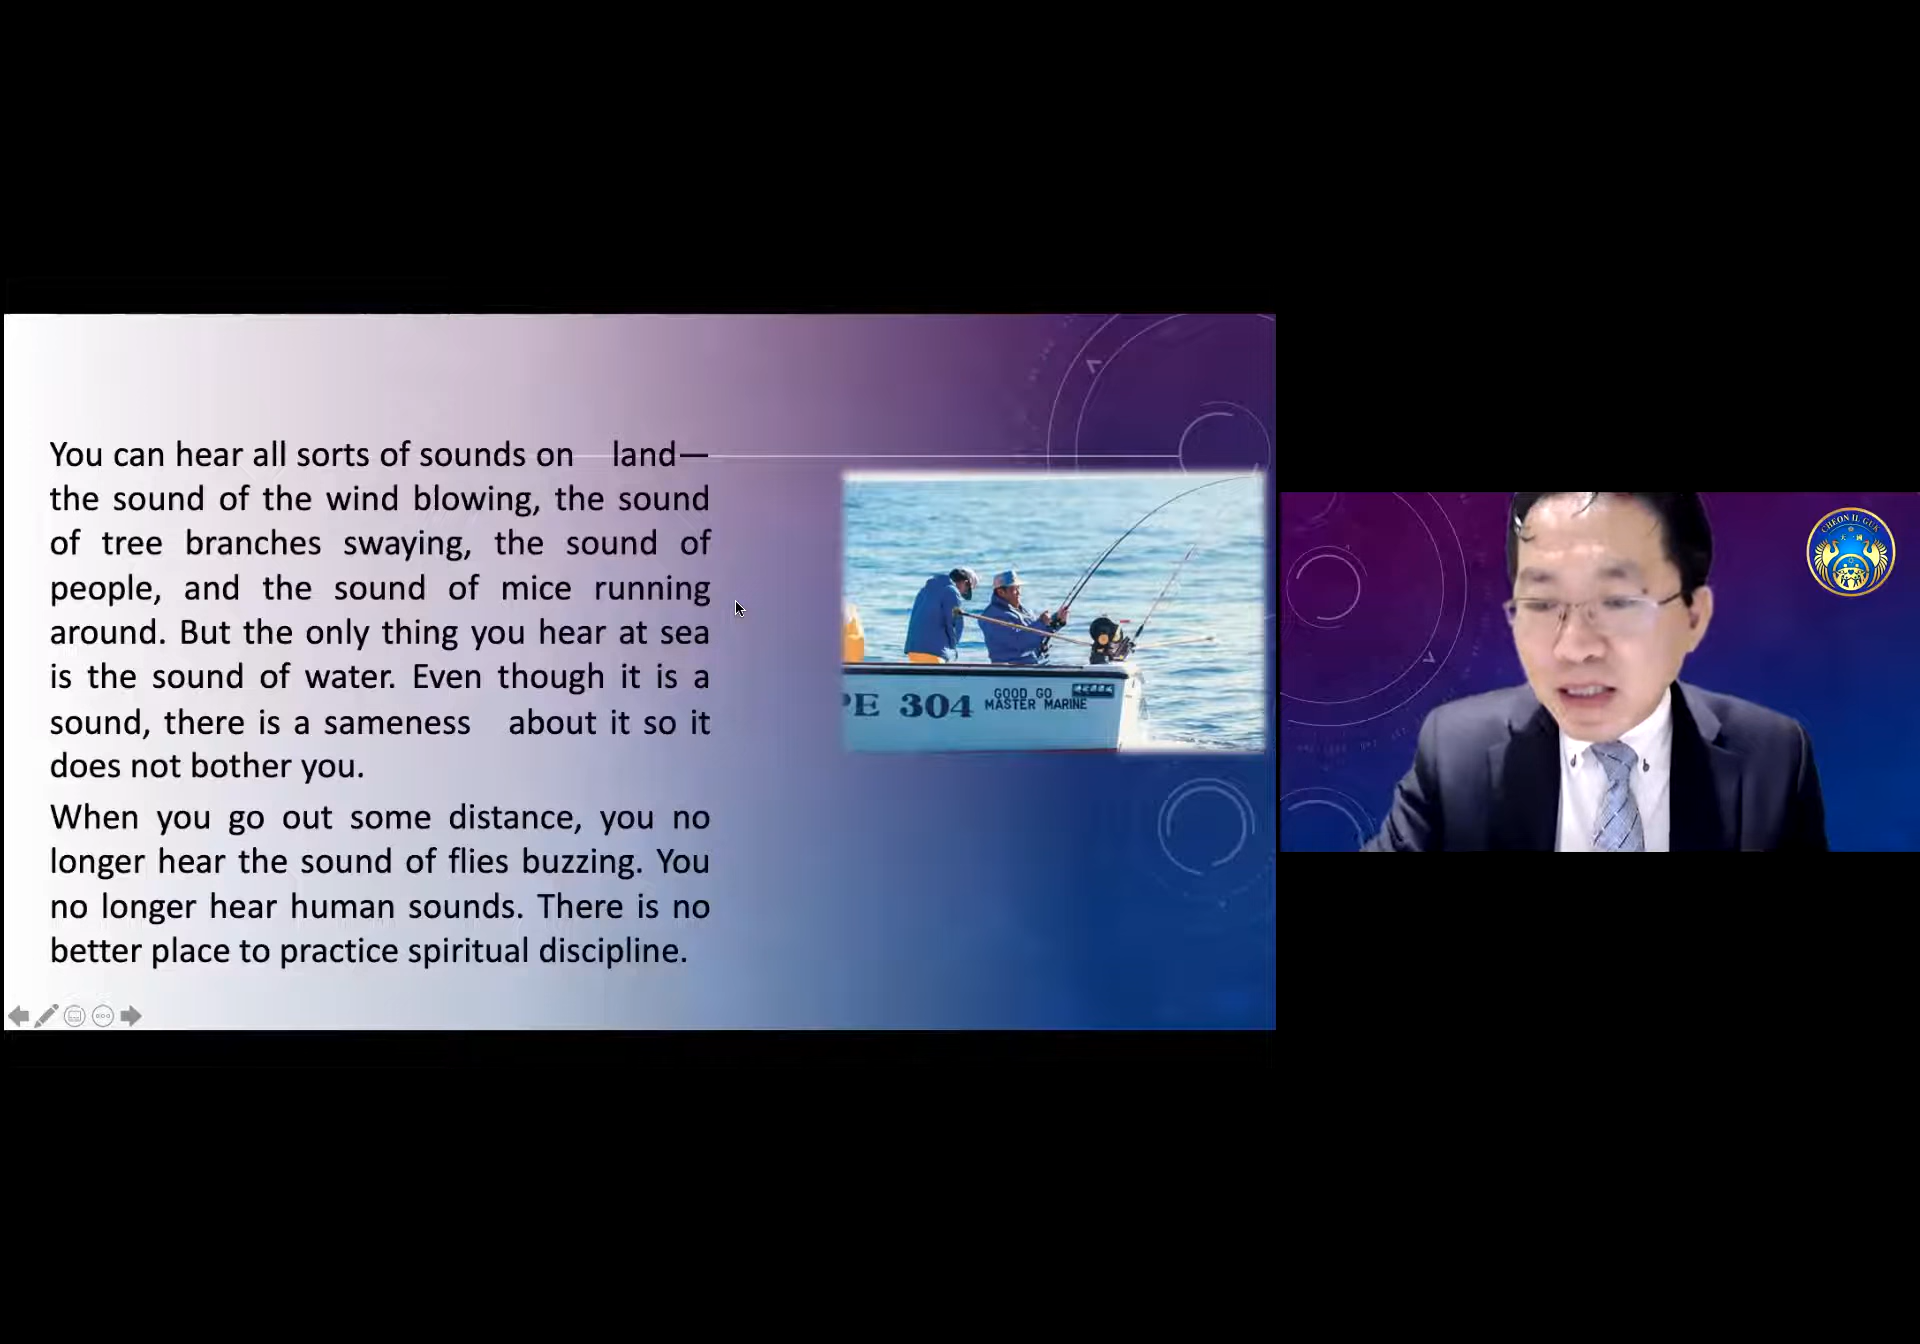 You can hear all sorts of sounds on land—
the sound of the wind blowing, the sound
of tree branches swaying, the sound of
people, and the sound of mice running
around. But the only thing you hear at sea
is the sound of water. Even though it is a
sound, there is a sameness about it so it
does not bother you.
When you go out some distance, you no
longer hear the sound of flies buzzing. You
no longer hear human sounds. There is no
better place to practice spiritual discipline.
PE 304
GOOD GO
MASTER MARINE
CHEON IL GUK